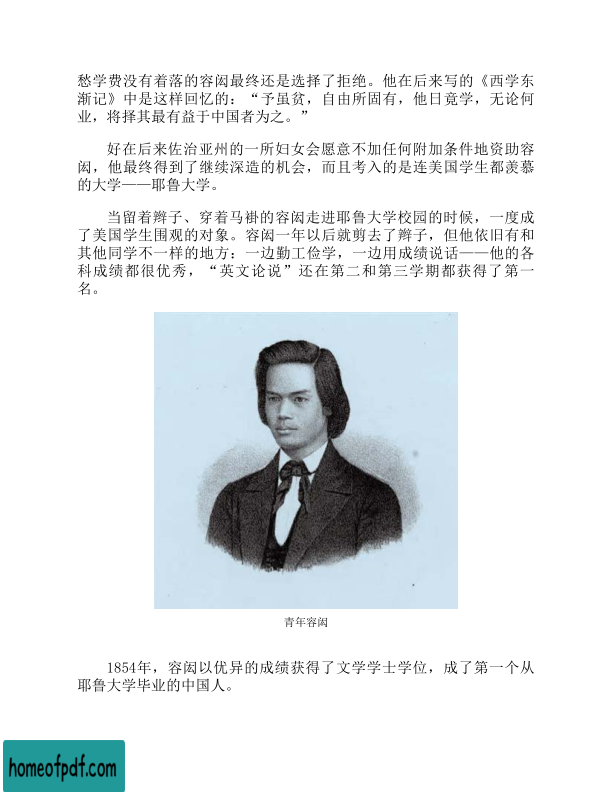 愁学费没有着落的容闳最终还是选择了拒绝。他在后来写的《西学东
渐记》中是这样回忆的：“予虽贫，自由所固有，他日竟学，无论何
业，将择其最有益于中国者为之。”
好在后来佐治亚州的一所妇女会愿意不加任何附加条件地资助容
闳，他最终得到了继续深造的机会，而且考入的是连美国学生都羡慕
的大学——耶鲁大学。
当留着辫子、穿着马褂的容闳走进耶鲁大学校园的时候，一度成
了美国学生围观的对象。容闳一年以后就剪去了辫子，但他依旧有和
其他同学不一样的地方：一边勤工俭学，一边用成绩说话——他的各
科成绩都很优秀，“英文论说”还在第二和第三学期都获得了第一
名。
青年容闳
1854年，容闳以优异的成绩获得了文学学士学位，成了第一个从
耶鲁大学毕业的中国人。
homeofpdf.com